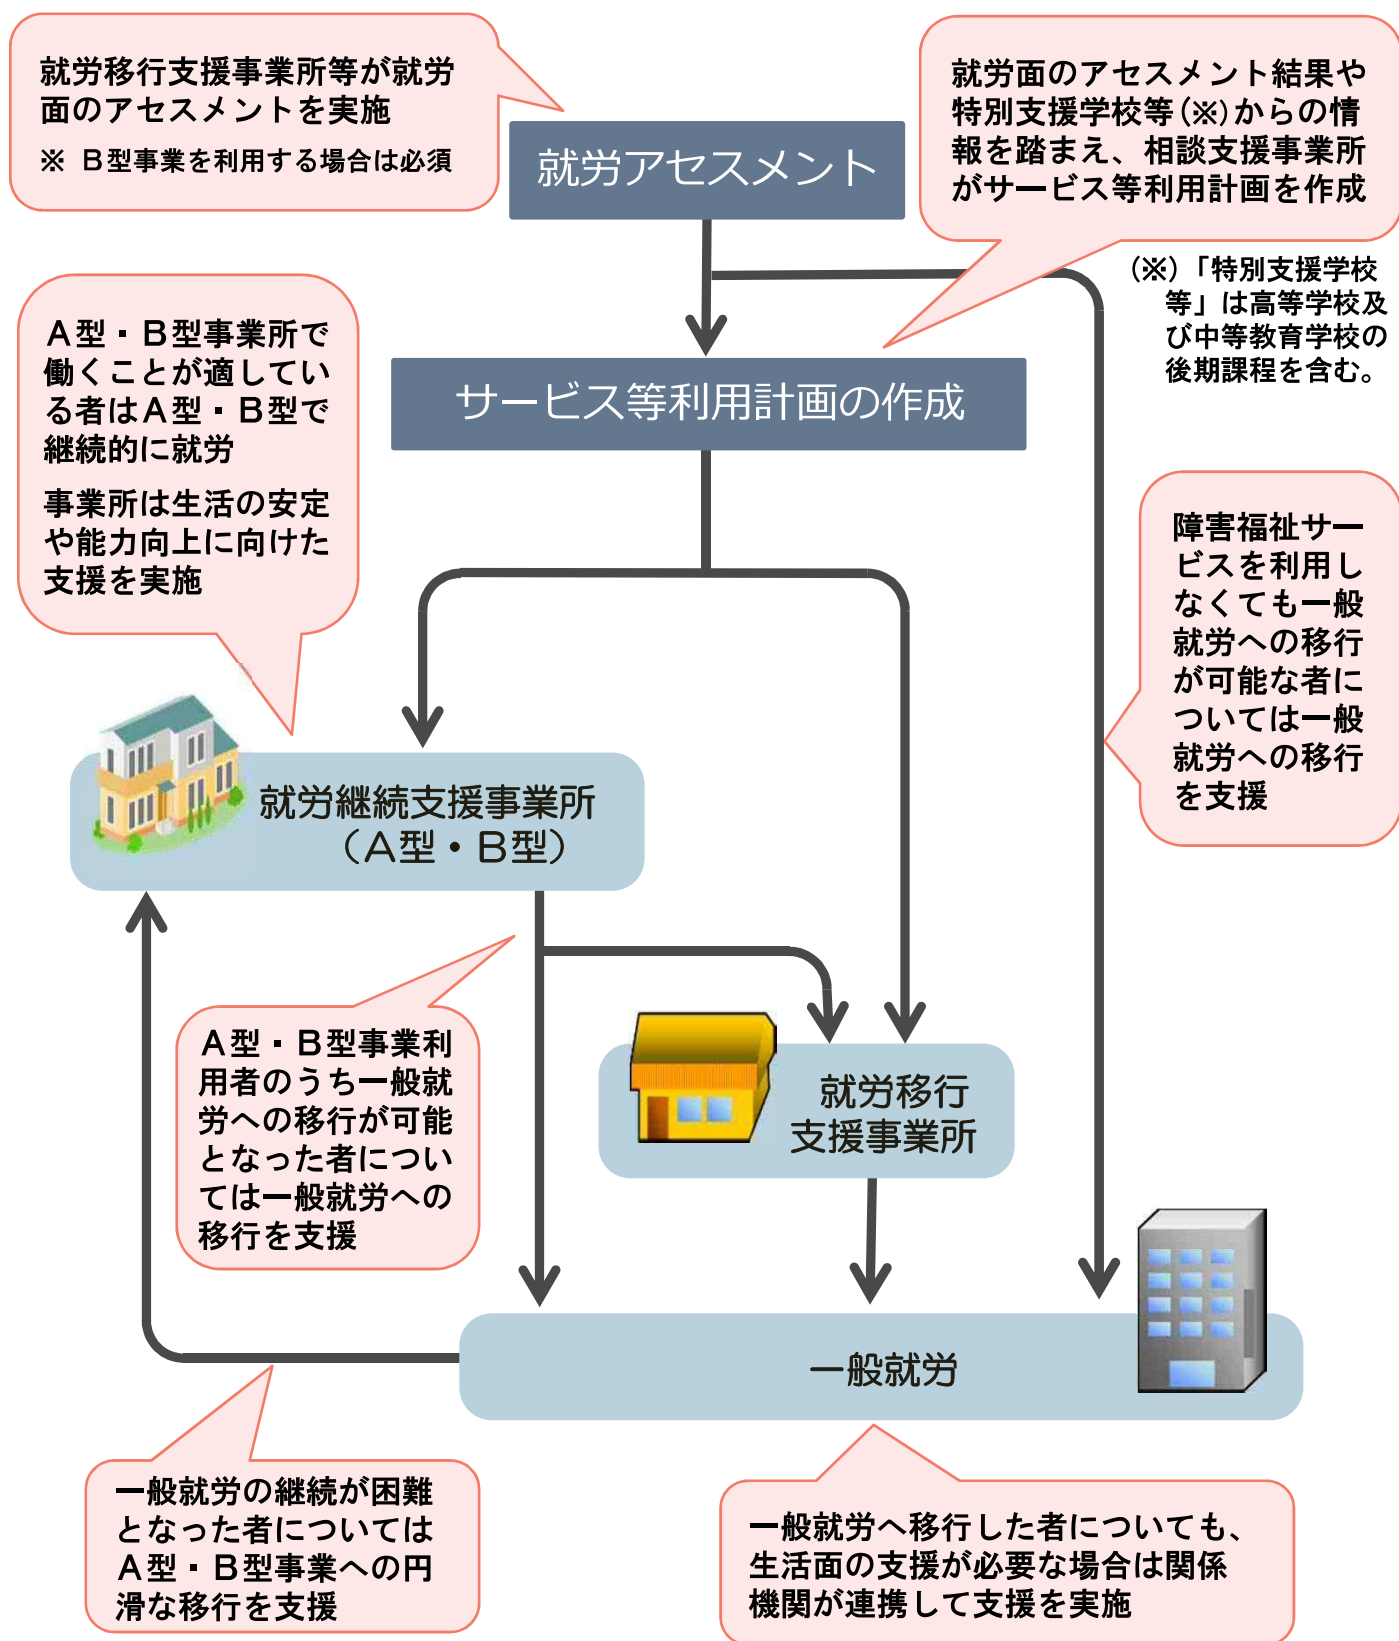 就労移行支援事業所等が就労
面のアセスメントを実施
※ Ｂ型事業を利用する場合は必須
就労アセスメント
就労面のアセスメント結果や
特別支援学校等(※)からの情
報を踏まえ、相談支援事業所
がサービス等利用計画を作成
(※)「特別支援学校
等」は高等学校及
び中等教育学校の
後期課程を含む。
サービス等利用計画の作成
Ａ型・Ｂ型事業所で
働くことが適してい
る者はＡ型・Ｂ型で
継続的に就労
事業所は生活の安定
や能力向上に向けた
支援を実施
障害福祉サー
ビスを利用し
なくても一般
就労への移行
が可能な者に
ついては一般
就労への移行
を支援
就労継続支援事業所
（Ａ型・Ｂ型）
Ａ型・Ｂ型事業利
用者のうち一般就
労への移行が可能
となった者につい
ては一般就労への
移行を支援
就労移行
支援事業所
一般就労
一般就労の継続が困難
となった者については
Ａ型・Ｂ型事業への円
滑な移行を支援
一般就労へ移行した者についても、
生活面の支援が必要な場合は関係
機関が連携して支援を実施